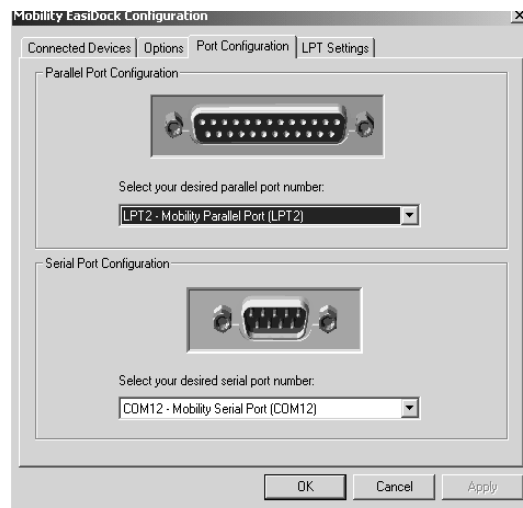 Mobility EasiDock Configuration
Connected Devices Options Port Configuration LPT Settings
Parallel Port Configuration
Select your desired parallel port number:
LPT2 - Mobility Parallel Port (LPT2)
Serial Port Configuration
Select your desired serial port number:
COM12 - Mobility Serial Port (COM12)
OK Cancel Apply